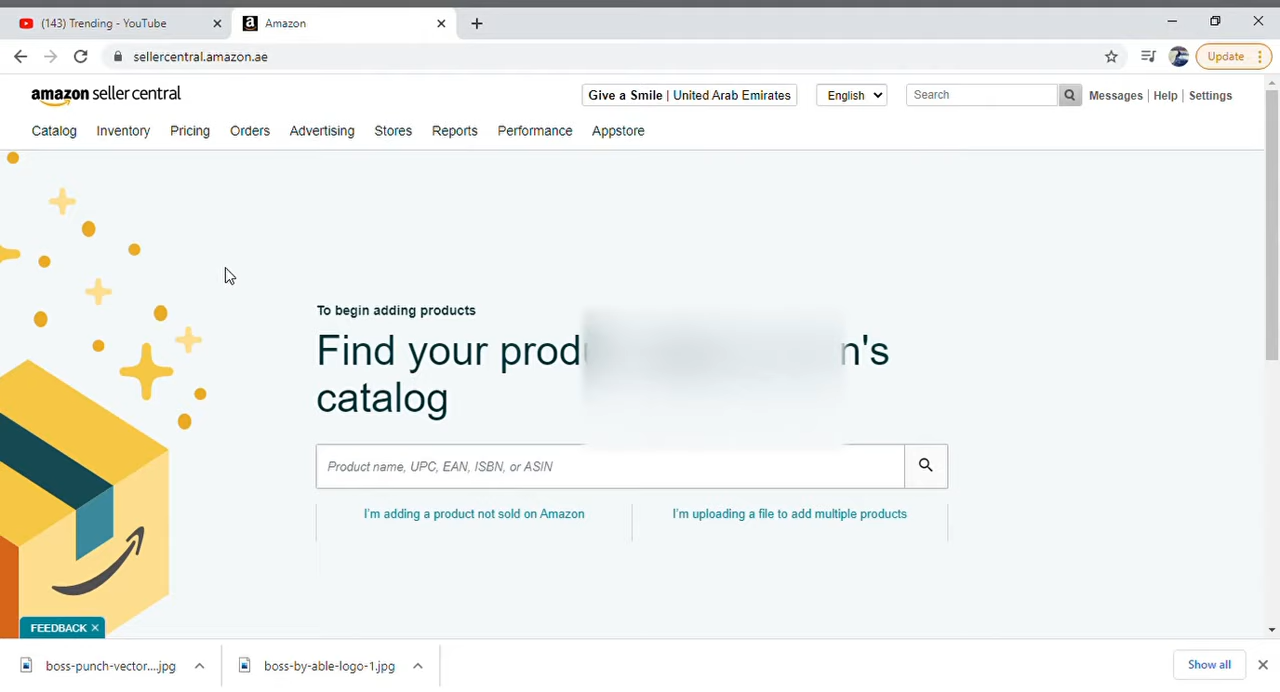 (143) Trending - YouTube
Amazon
sellercentral.amazon.ae
Update
amazon seller central
Give a Smile | United Arab Emirates
English
Search
Messages | Help | Settings
Catalog Inventory Pricing Orders Advertising Stores Reports Performance Appstore
To begin adding products
Find your
catalog
Product name, UPC, EAN, ISBN, or ASIN
I'm adding a product not sold on Amazon
I'm uploading a file to add multiple products
FEEDBACK ×
boss-punch-vector....jpg
boss-by-able-logo-1.jpg
Show all